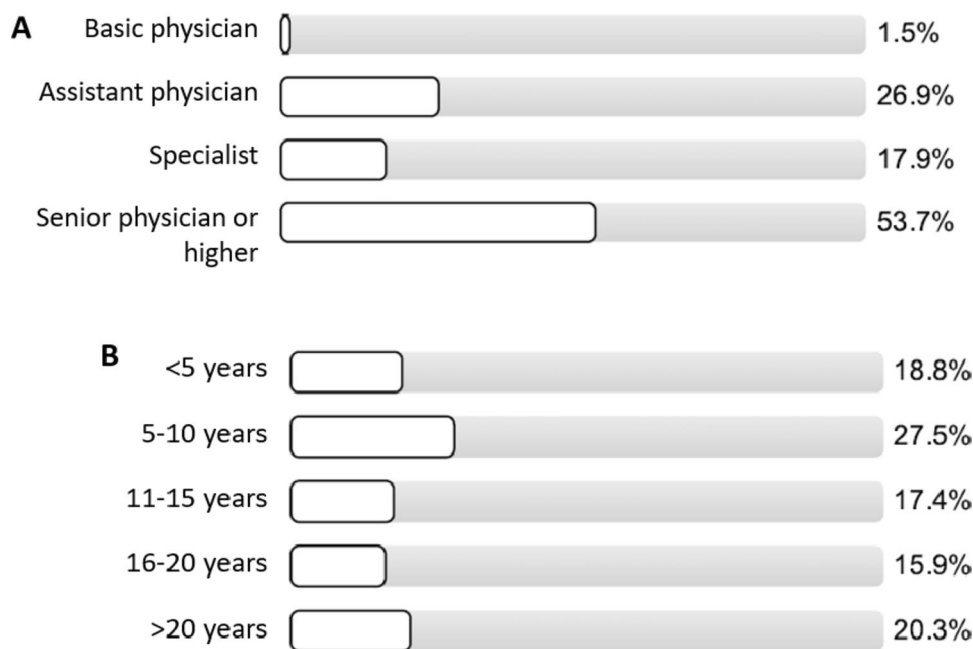 A
Basic physician 1.5%
Assistant physician 26.9%
Specialist 17.9%
Senior physician or 53.7%
higher
B
<5 years 18.8%
5-10 years 27.5%
11-15 years 17.4%
16-20 years 15.9%
>20 years 20.3%